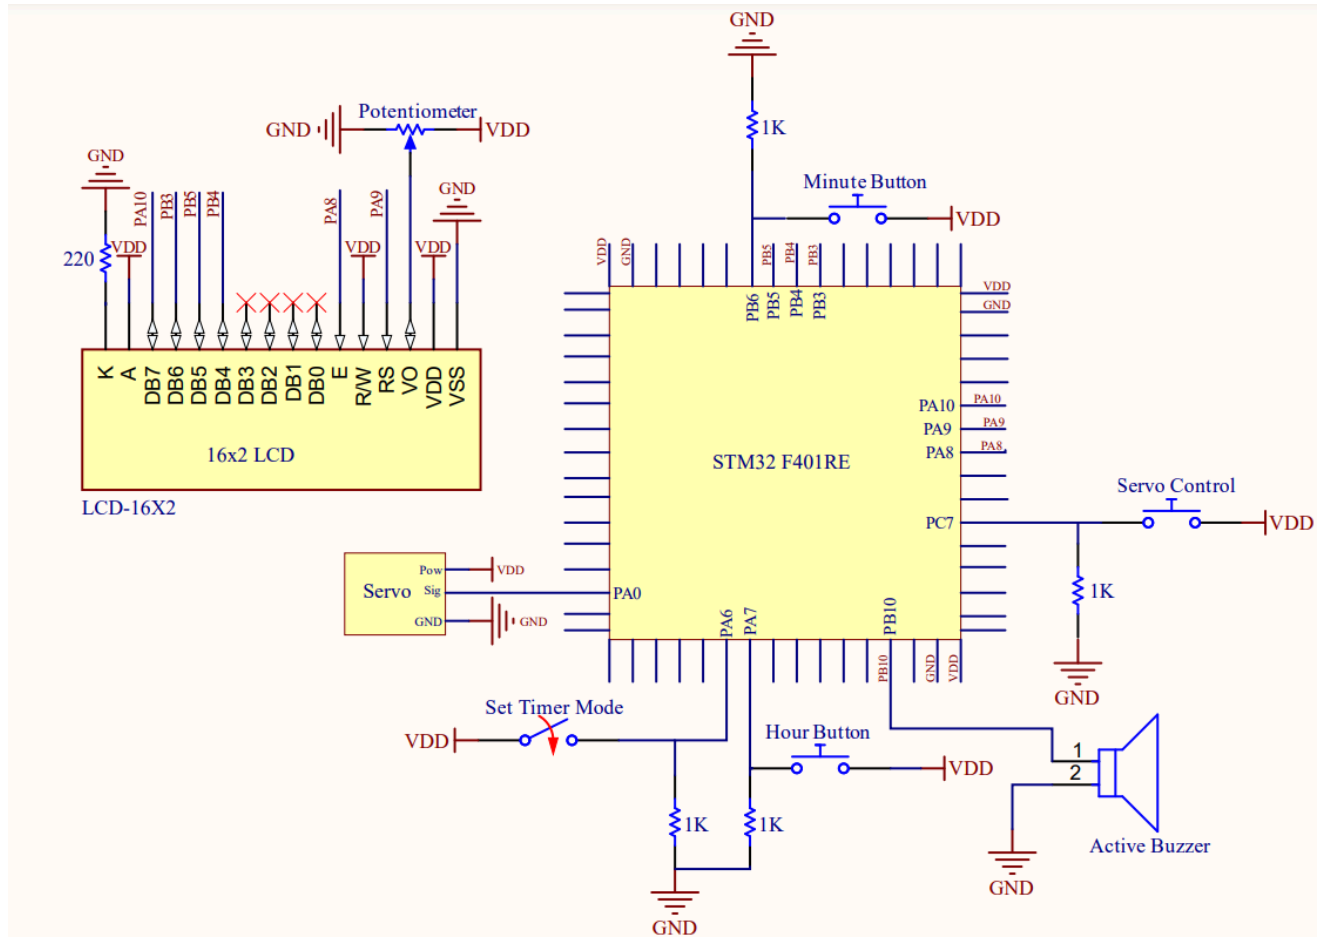 GND
1K
Potentiometer
GND
VDD
GND
GND
Minute Button
VDD
PA10
PB3
PB5
PB4
PA8
PA9
220
VDD
VDD
VDD
K
A
DB7
DB6
DB5
DB4
DB3
DB2
DB1
DB0
E
R/W
RS
VO
VDD
VSS
16x2 LCD
LCD-16X2
VDD
GND
PB5
PB4
PB3
PB6
PB5
PB4
PB3
VDD
GND
PA10
PA10
PA9
PA9
PA8
PA8
STM32 F401RE
Servo Control
PC7
VDD
1K
GND
Servo
Pow
VDD
Sig
PA0
GND
GND
PA6
PA7
PB10
PB10
GND
VDD
Set Timer Mode
VDD
Hour Button
VDD
1K
1K
GND
1
2
Active Buzzer
GND